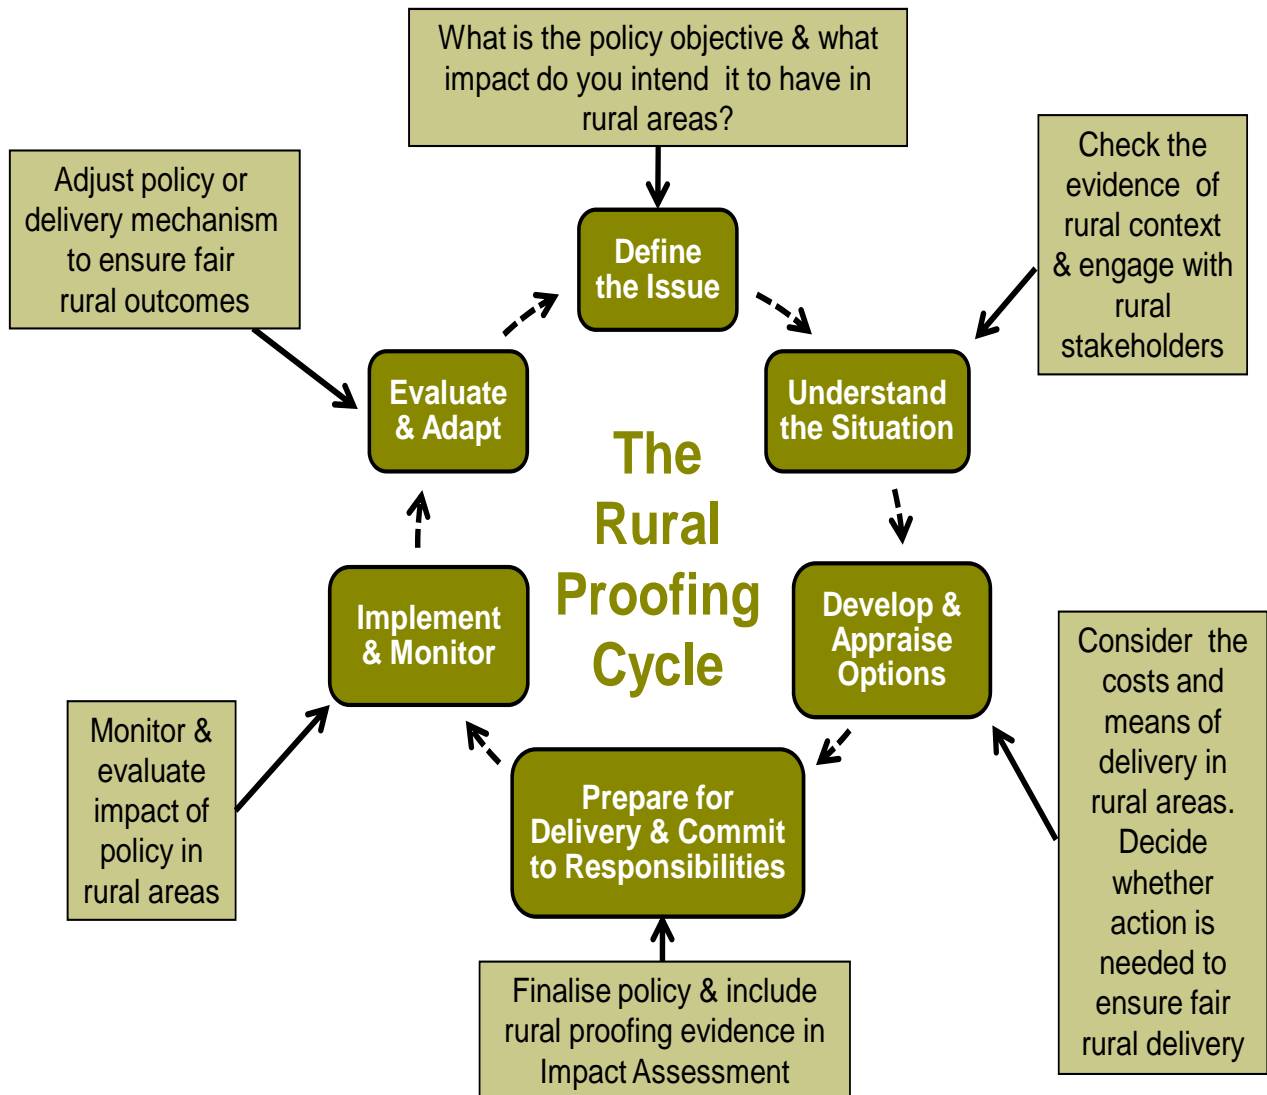 What is the policy objective & what
impact do you intend it to have in
rural areas?
Check the
evidence of
rural context
& engage with
rural
stakeholders
Adjust policy or
delivery mechanism
to ensure fair
rural outcomes
Define
the Issue
Evaluate
& Adapt
Understand
the Situation
The
Rural
Proofing
Cycle
Implement
& Monitor
Develop &
Appraise
Options
Consider the
costs and
means of
delivery in
rural areas.
Decide
whether
action is
needed to
ensure fair
rural delivery
Monitor &
evaluate
impact of
policy in
rural areas
Prepare for
Delivery & Commit
to Responsibilities
Finalise policy & include
rural proofing evidence in
Impact Assessment